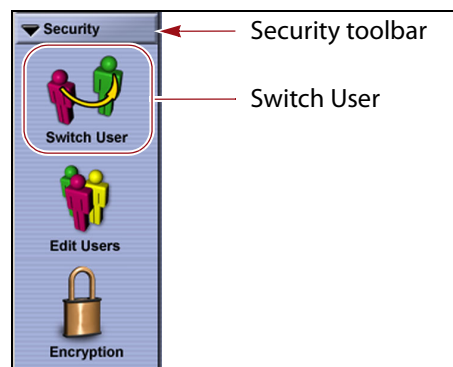 Security
Security toolbar
Switch User
Switch User
Edit Users
Encryption